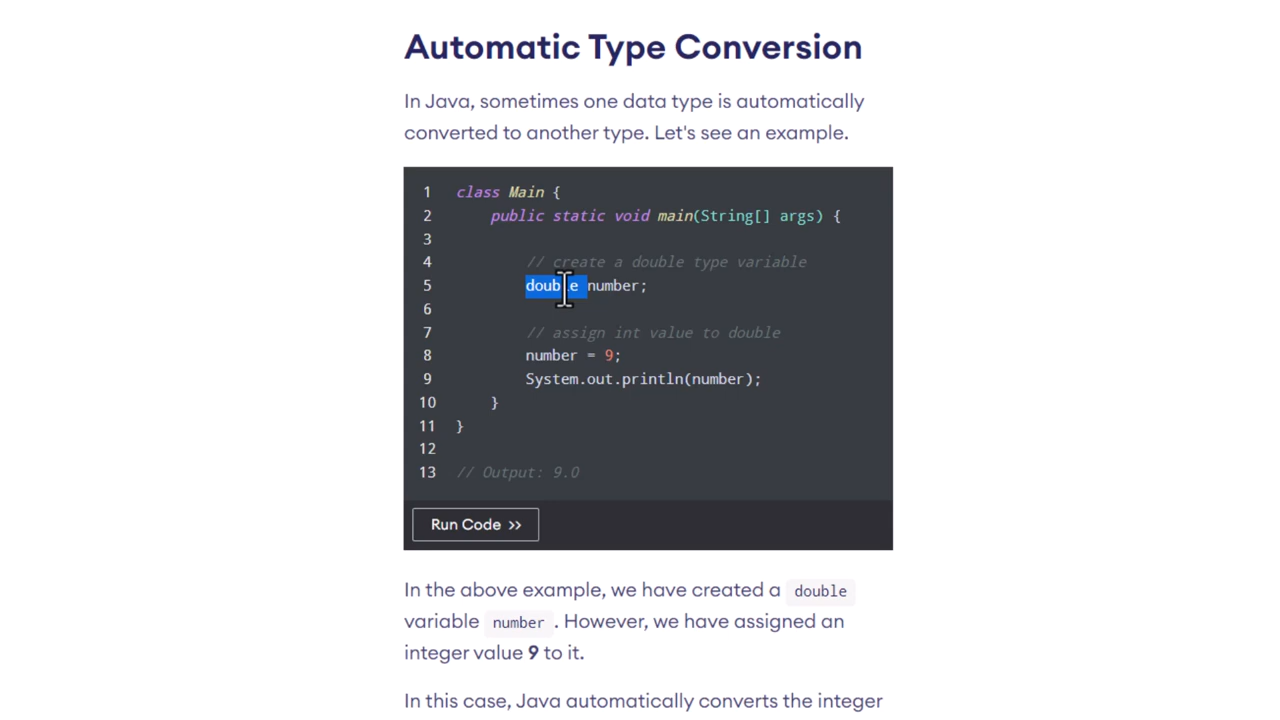 Automatic Type Conversion
In Java, sometimes one data type is automatically
converted to another type. Let's see an example.
1 class Main {
2 public static void main(String[] args) {
3
4 // create a double type variable
5 double number;
6
7 // assign int value to double
8 number = 9;
9 System.out.println(number);
10 }
11 }
12
13 // Output: 9.0
Run Code >>
In the above example, we have created a double
variable number . However, we have assigned an
integer value 9 to it.
In this case, Java automatically converts the integer